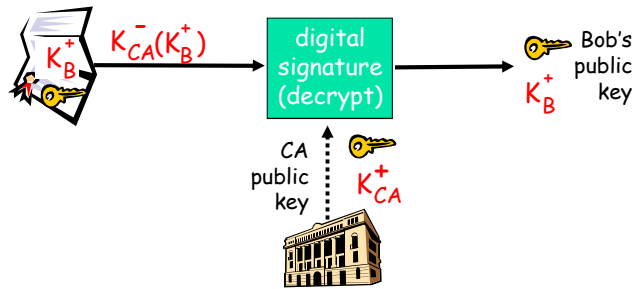 K_B^+
K_CA^-(K_B^+)
digital
signature
(decrypt)
Bob's
public
key
K_B^+
CA
public
key
K_CA^+